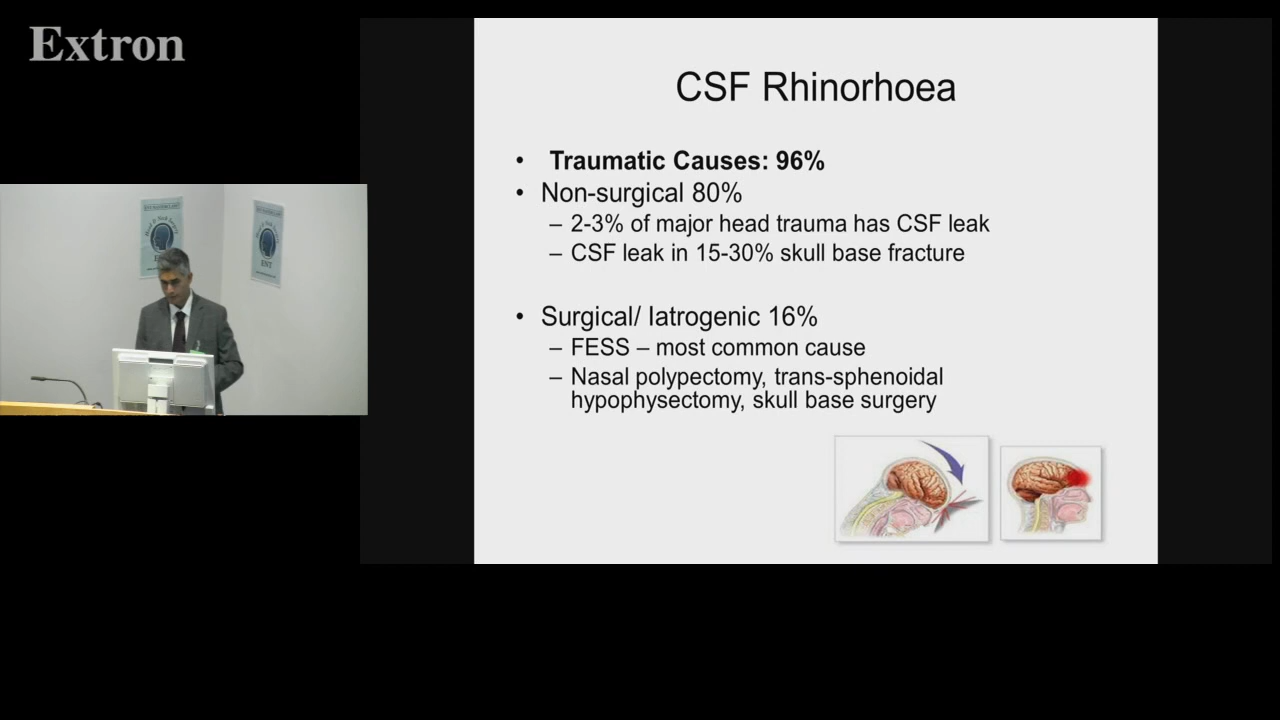 Extron
CSF Rhinorhoea
• Traumatic Causes: 96%
• Non-surgical 80%
– 2-3% of major head trauma has CSF leak
– CSF leak in 15-30% skull base fracture
• Surgical/ Iatrogenic 16%
– FESS – most common cause
– Nasal polypectomy, trans-sphenoidal
hypophysectomy, skull base surgery
ENT